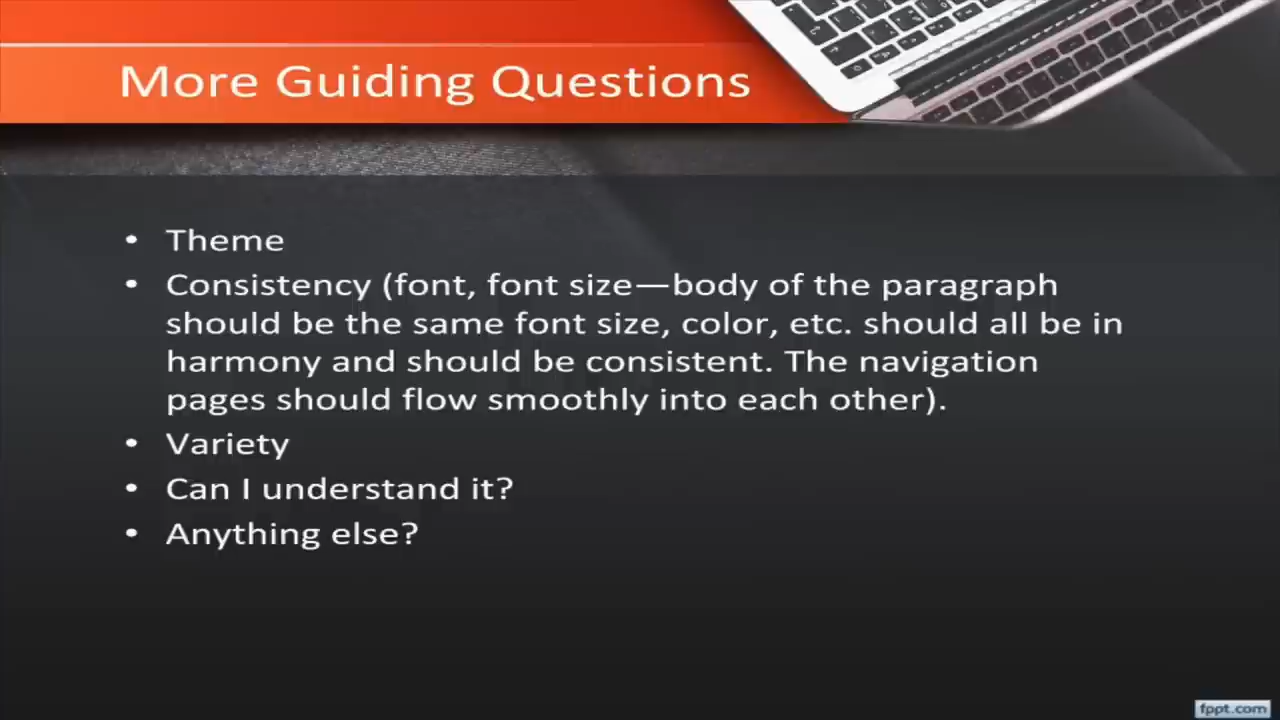 More Guiding Questions
• Theme
• Consistency (font, font size—body of the paragraph
should be the same font size, color, etc. should all be in
harmony and should be consistent. The navigation
pages should flow smoothly into each other).
• Variety
• Can I understand it?
• Anything else?
fppt.com